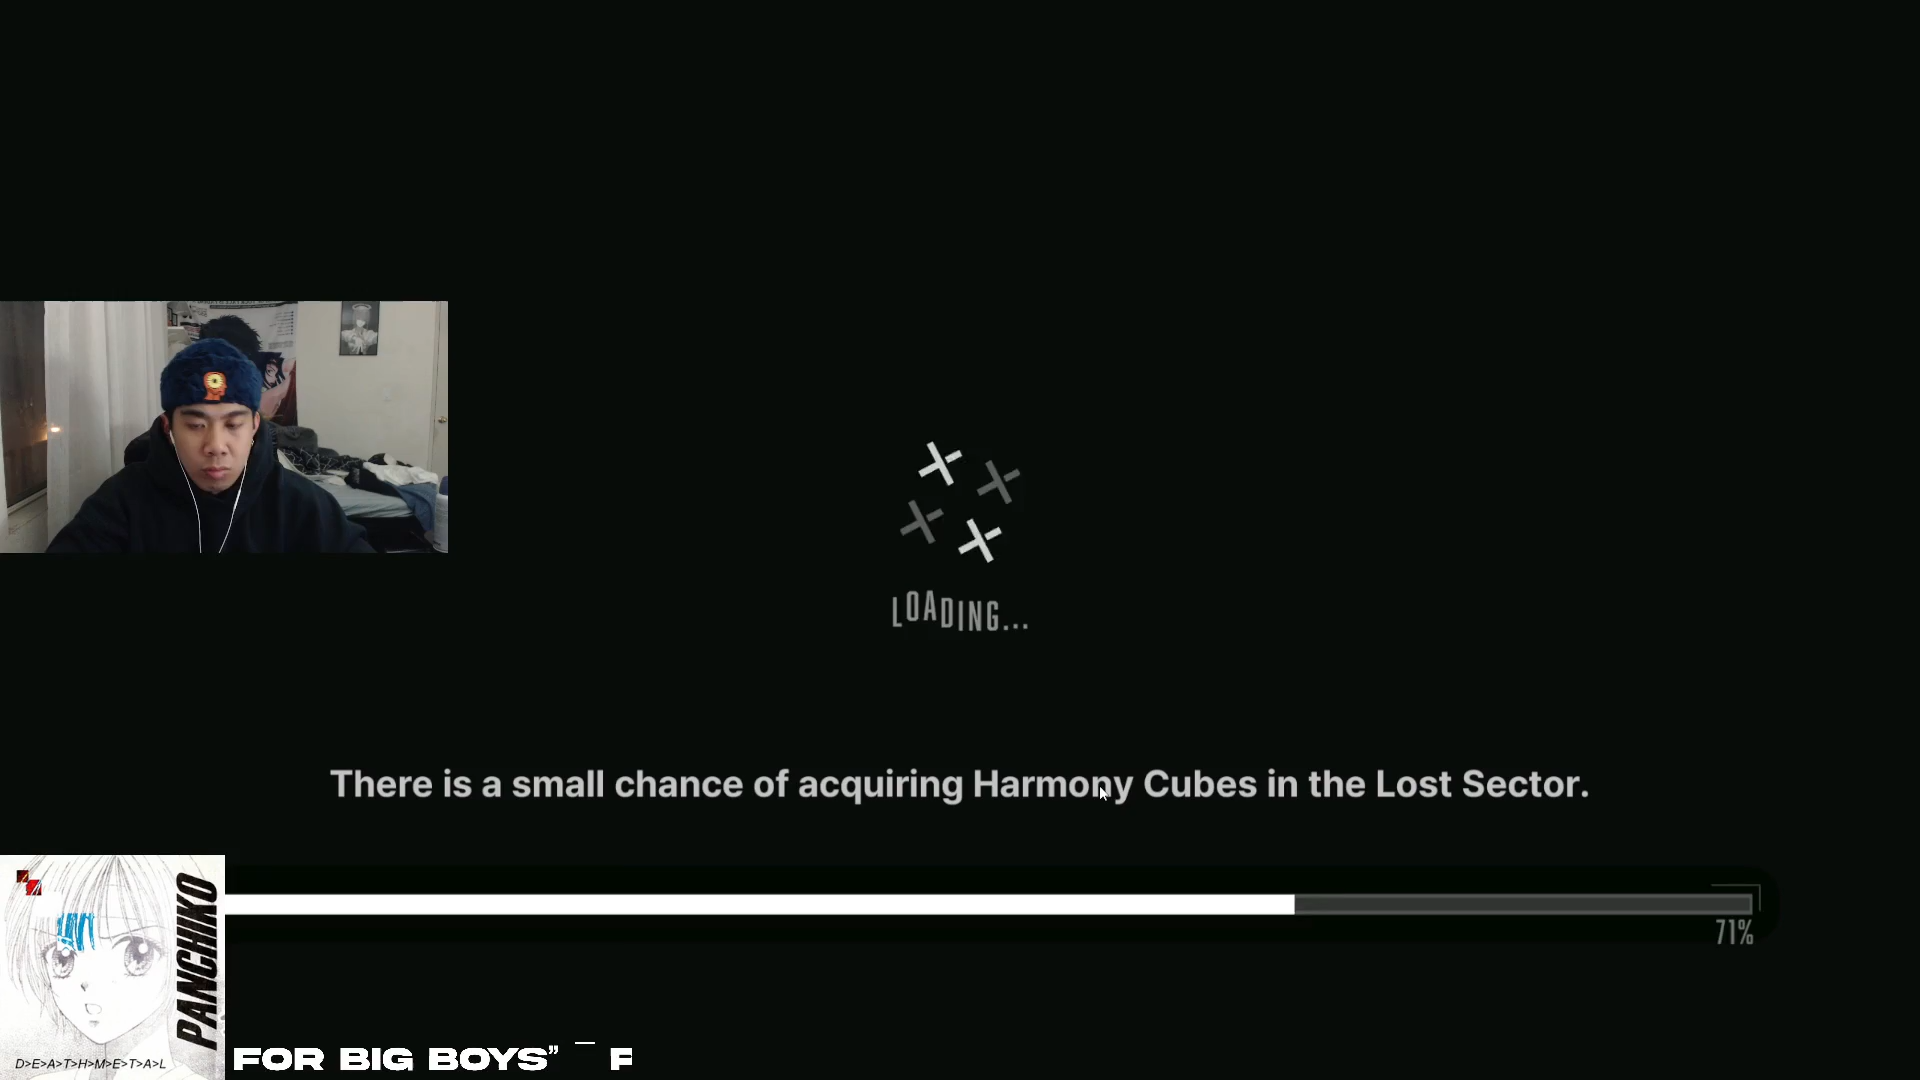 LOADING...
There is a small chance of acquiring Harmony Cubes in the Lost Sector.
71%
PANCHIKO
D>E>A>T>H>M>E>T>A>L
FOR BIG BOYS” — F